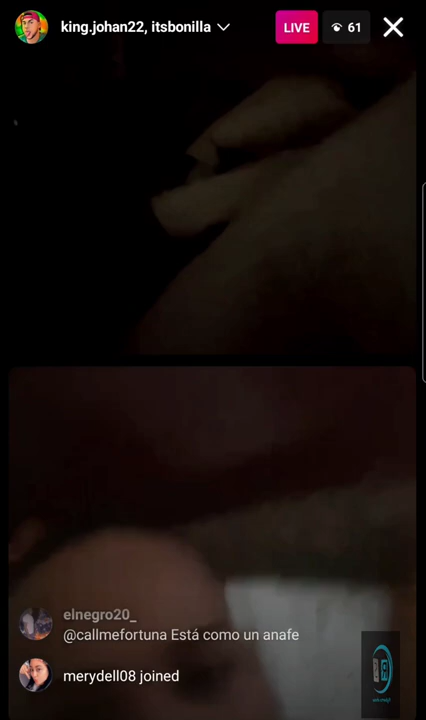 king.johan22, itsbonilla
LIVE
61
elnegro20_
@callmefortuna Está como un anafe
merydell08 joined